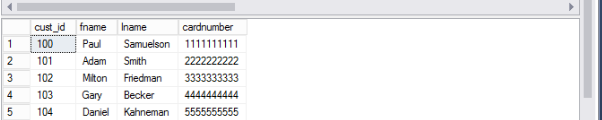 cust_id fname lname cardnumber
1 100 Paul Samuelson 1111111111
2 101 Adam Smith 2222222222
3 102 Milton Friedman 3333333333
4 103 Gary Becker 4444444444
5 104 Daniel Kahneman 5555555555